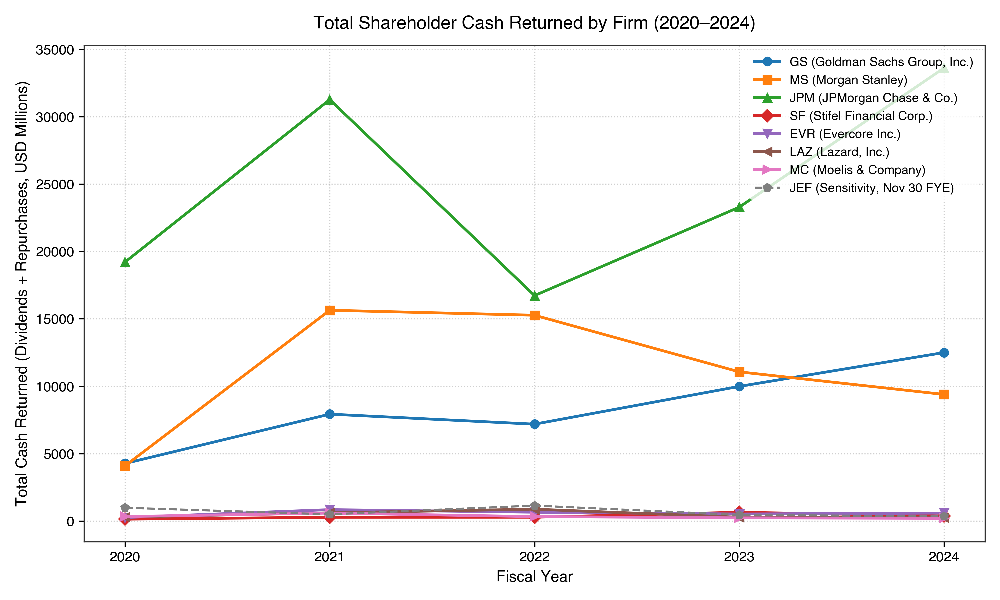 Total Shareholder Cash Returned by Firm (2020–2024)
Total Cash Returned (Dividends + Repurchases, USD Millions)
35000
30000
25000
20000
15000
10000
5000
0
GS (Goldman Sachs Group, Inc.)
MS (Morgan Stanley)
JPM (JPMorgan Chase & Co.)
SF (Stifel Financial Corp.)
EVR (Evercore Inc.)
LAZ (Lazard, Inc.)
MC (Moelis & Company)
JEF (Sensitivity, Nov 30 FYE)
2020
2021
2022
2023
2024
Fiscal Year